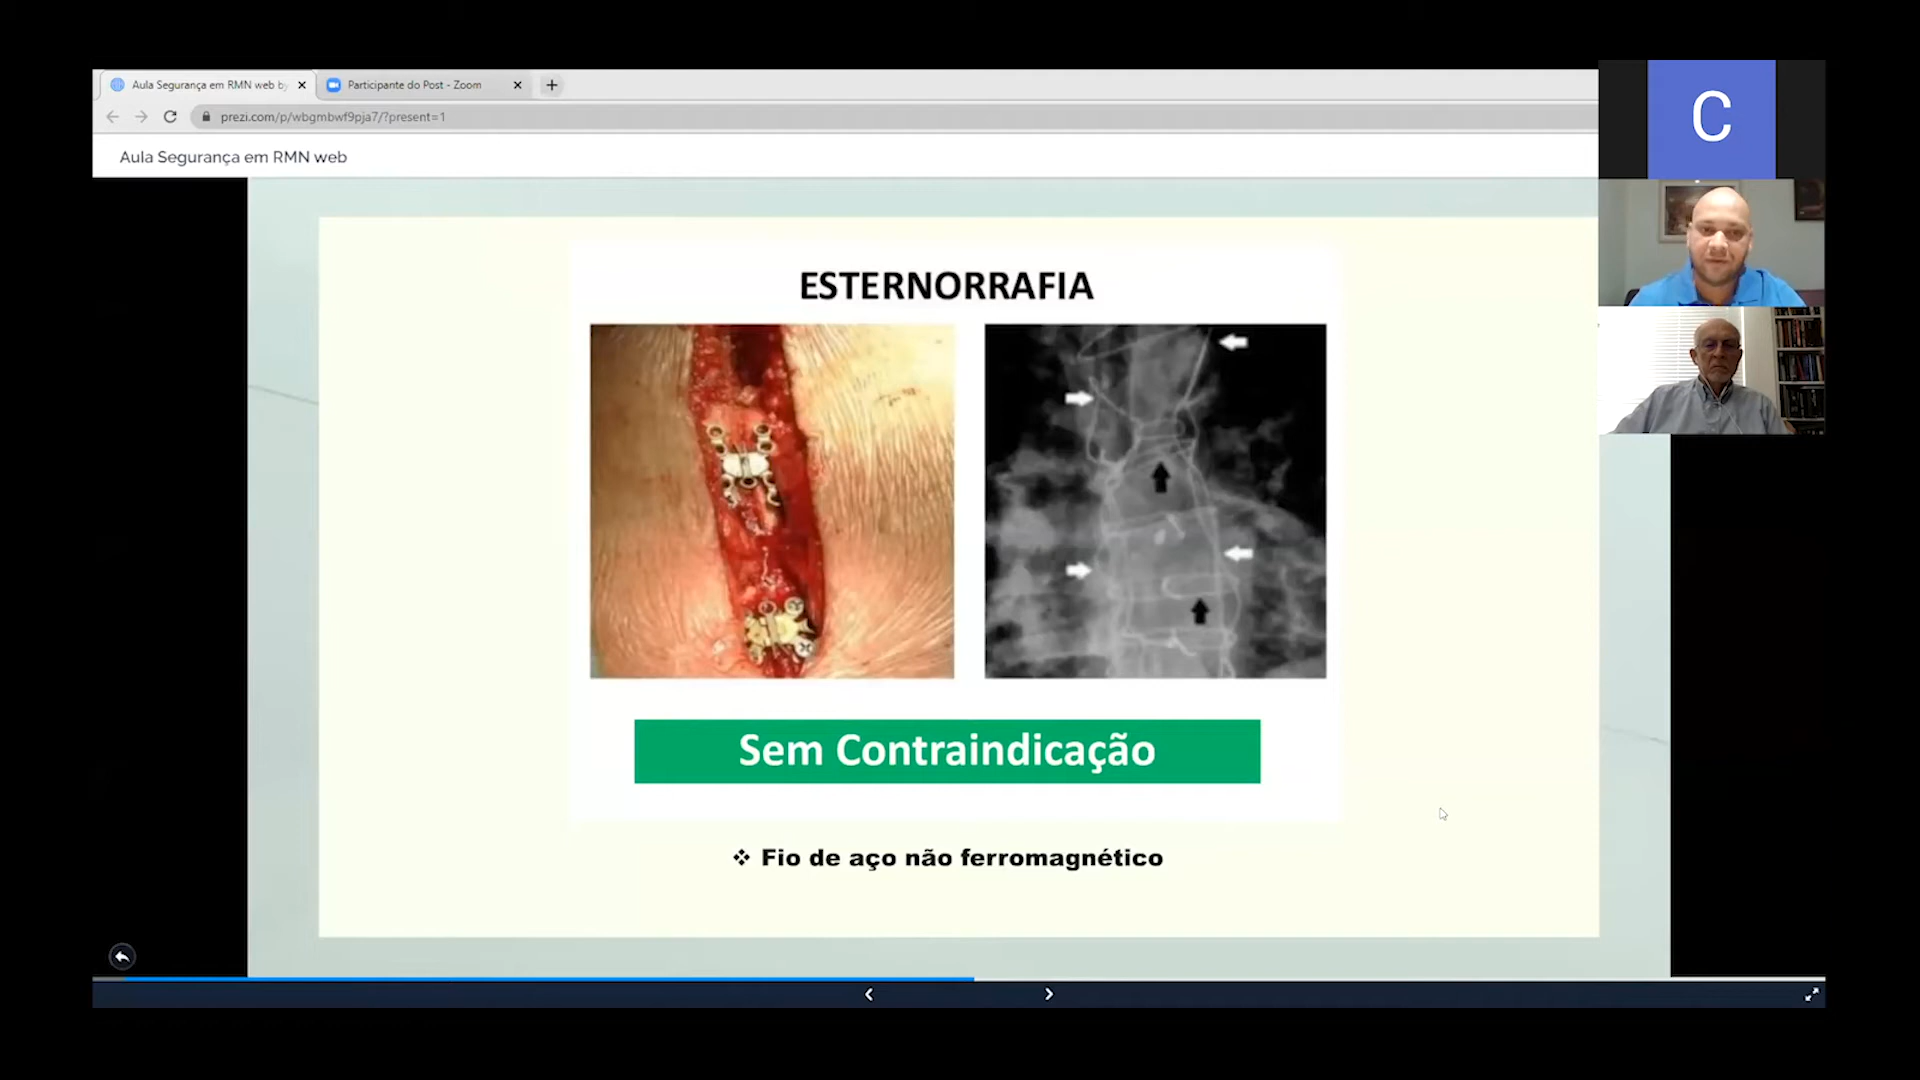 Aula Segurança em RMN web by
Participante do Post - Zoom
prezi.com/p/wbgmbwf9pja7/?present=1
Aula Segurança em RMN web
C
ESTERNORRAFIA
Sem Contraindicação
❖ Fio de aço não ferromagnético